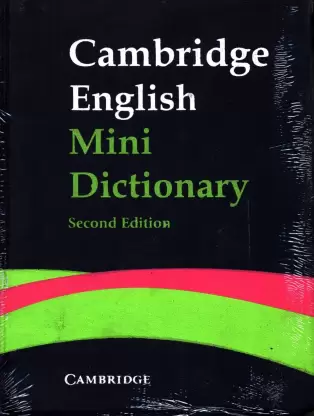 Cambridge
English
Mini
Dictionary
Second Edition
CAMBRIDGE